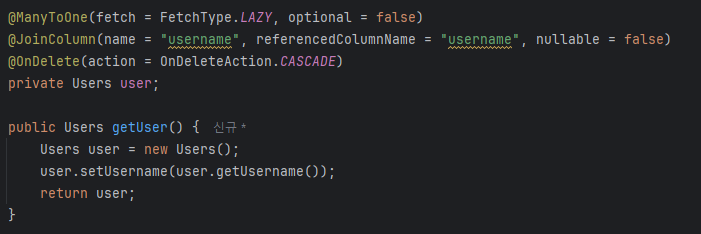 @ManyToOne(fetch = FetchType.LAZY, optional = false)
@JoinColumn(name = "username", referencedColumnName = "username", nullable = false)
@OnDelete(action = OnDeleteAction.CASCADE)
private Users user;
public Users getUser() { 신규 *
Users user = new Users();
user.setUsername(user.getUsername());
return user;
}